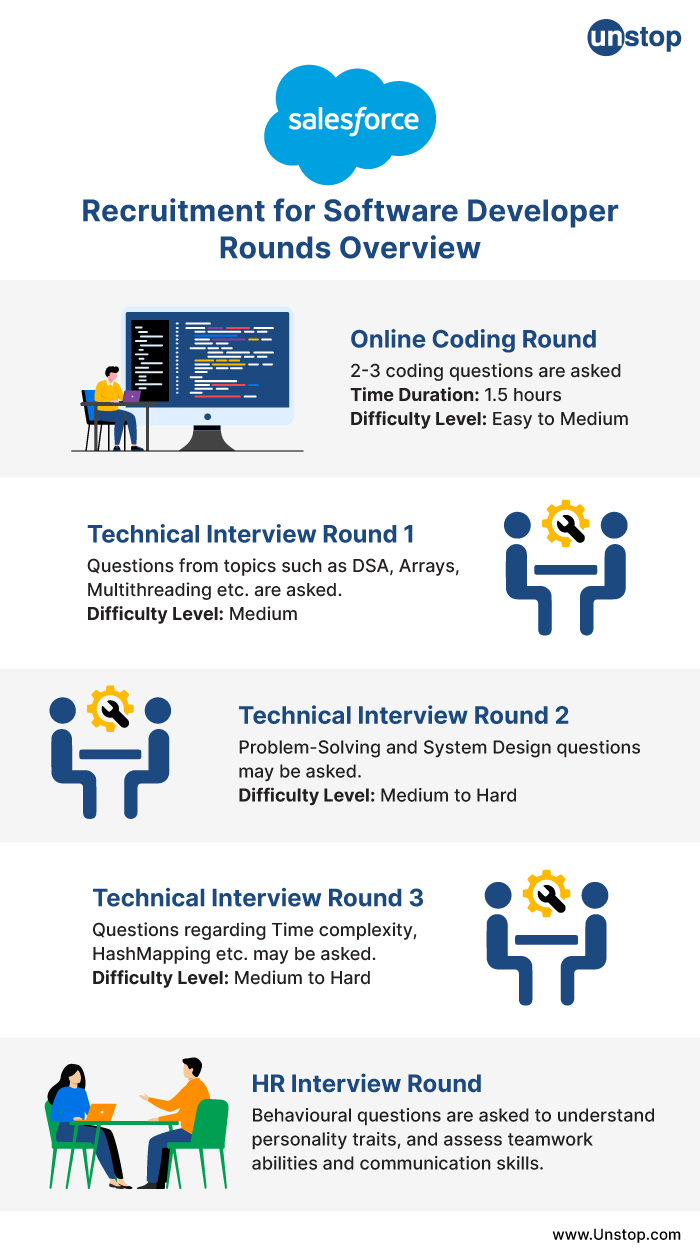 unstop
salesforce
Recruitment for Software Developer
Rounds Overview
Online Coding Round
2-3 coding questions are asked
Time Duration: 1.5 hours
Difficulty Level: Easy to Medium
Technical Interview Round 1
Questions from topics such as DSA, Arrays,
Multithreading etc. are asked.
Difficulty Level: Medium
Technical Interview Round 2
Problem-Solving and System Design questions
may be asked.
Difficulty Level: Medium to Hard
Technical Interview Round 3
Questions regarding Time complexity,
HashMapping etc. may be asked.
Difficulty Level: Medium to Hard
HR Interview Round
Behavioural questions are asked to understand
personality traits, and assess teamwork
abilities and communication skills.
www.Unstop.com